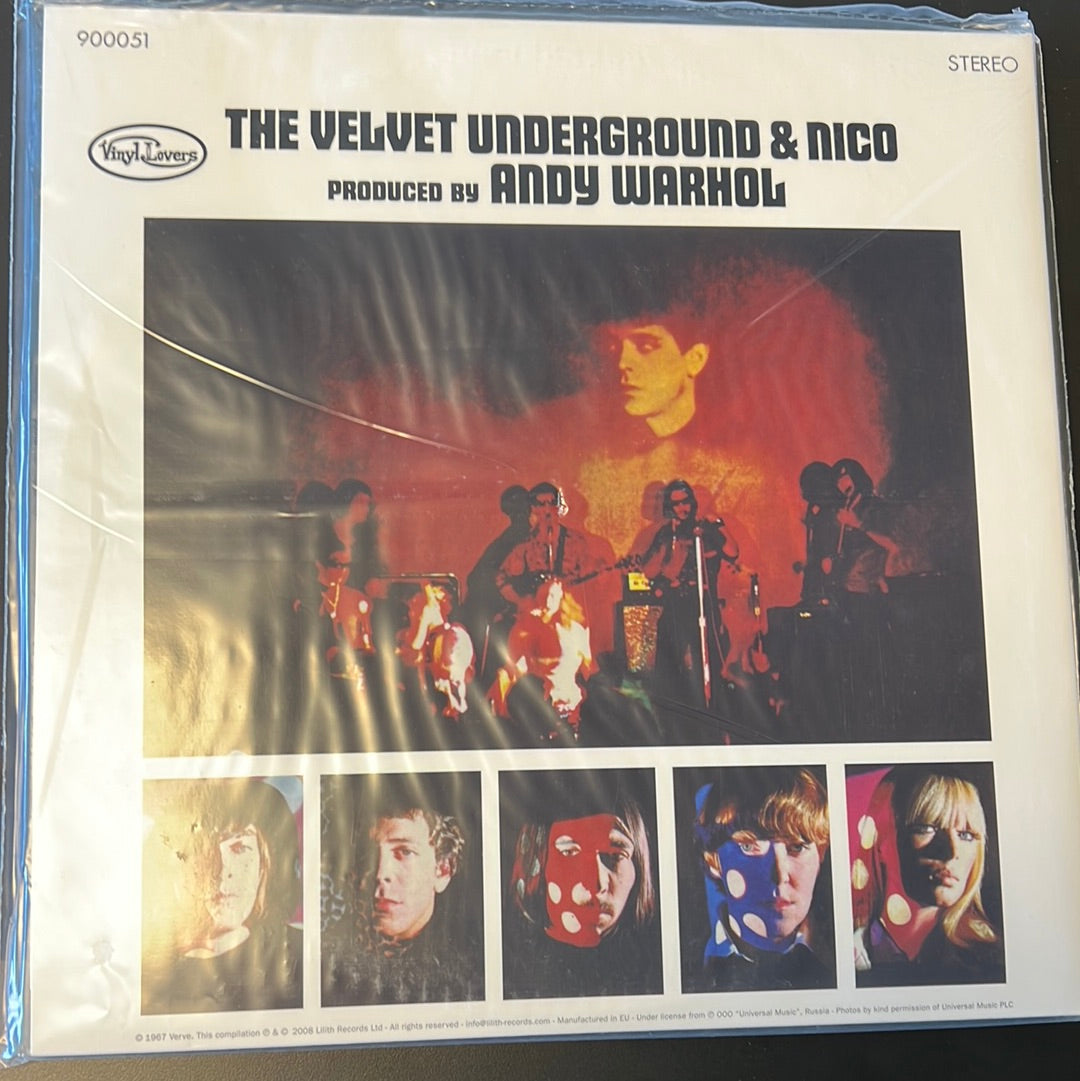 900051
STEREO
Vinyl Lovers
THE VELVET UNDERGROUND & NICO
PRODUCED BY ANDY WARHOL
© 1967 Verve. This compilation ℗ & © 2008 Lilith Records Ltd - All rights reserved - info@lilith-records.com - Manufactured in EU - Under license from ℗ OOO "Universal Music", Russia - Photos by kind permission of Universal Music PLC